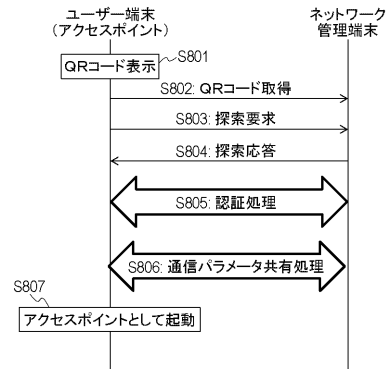 ユーザー端末
(アクセスポイント)
ネットワーク
管理端末
QRコード表示
S801
S802: QRコード取得
S803: 探索要求
S804: 探索応答
S805: 認証処理
S806: 通信パラメータ共有処理
S807
アクセスポイントとして起動